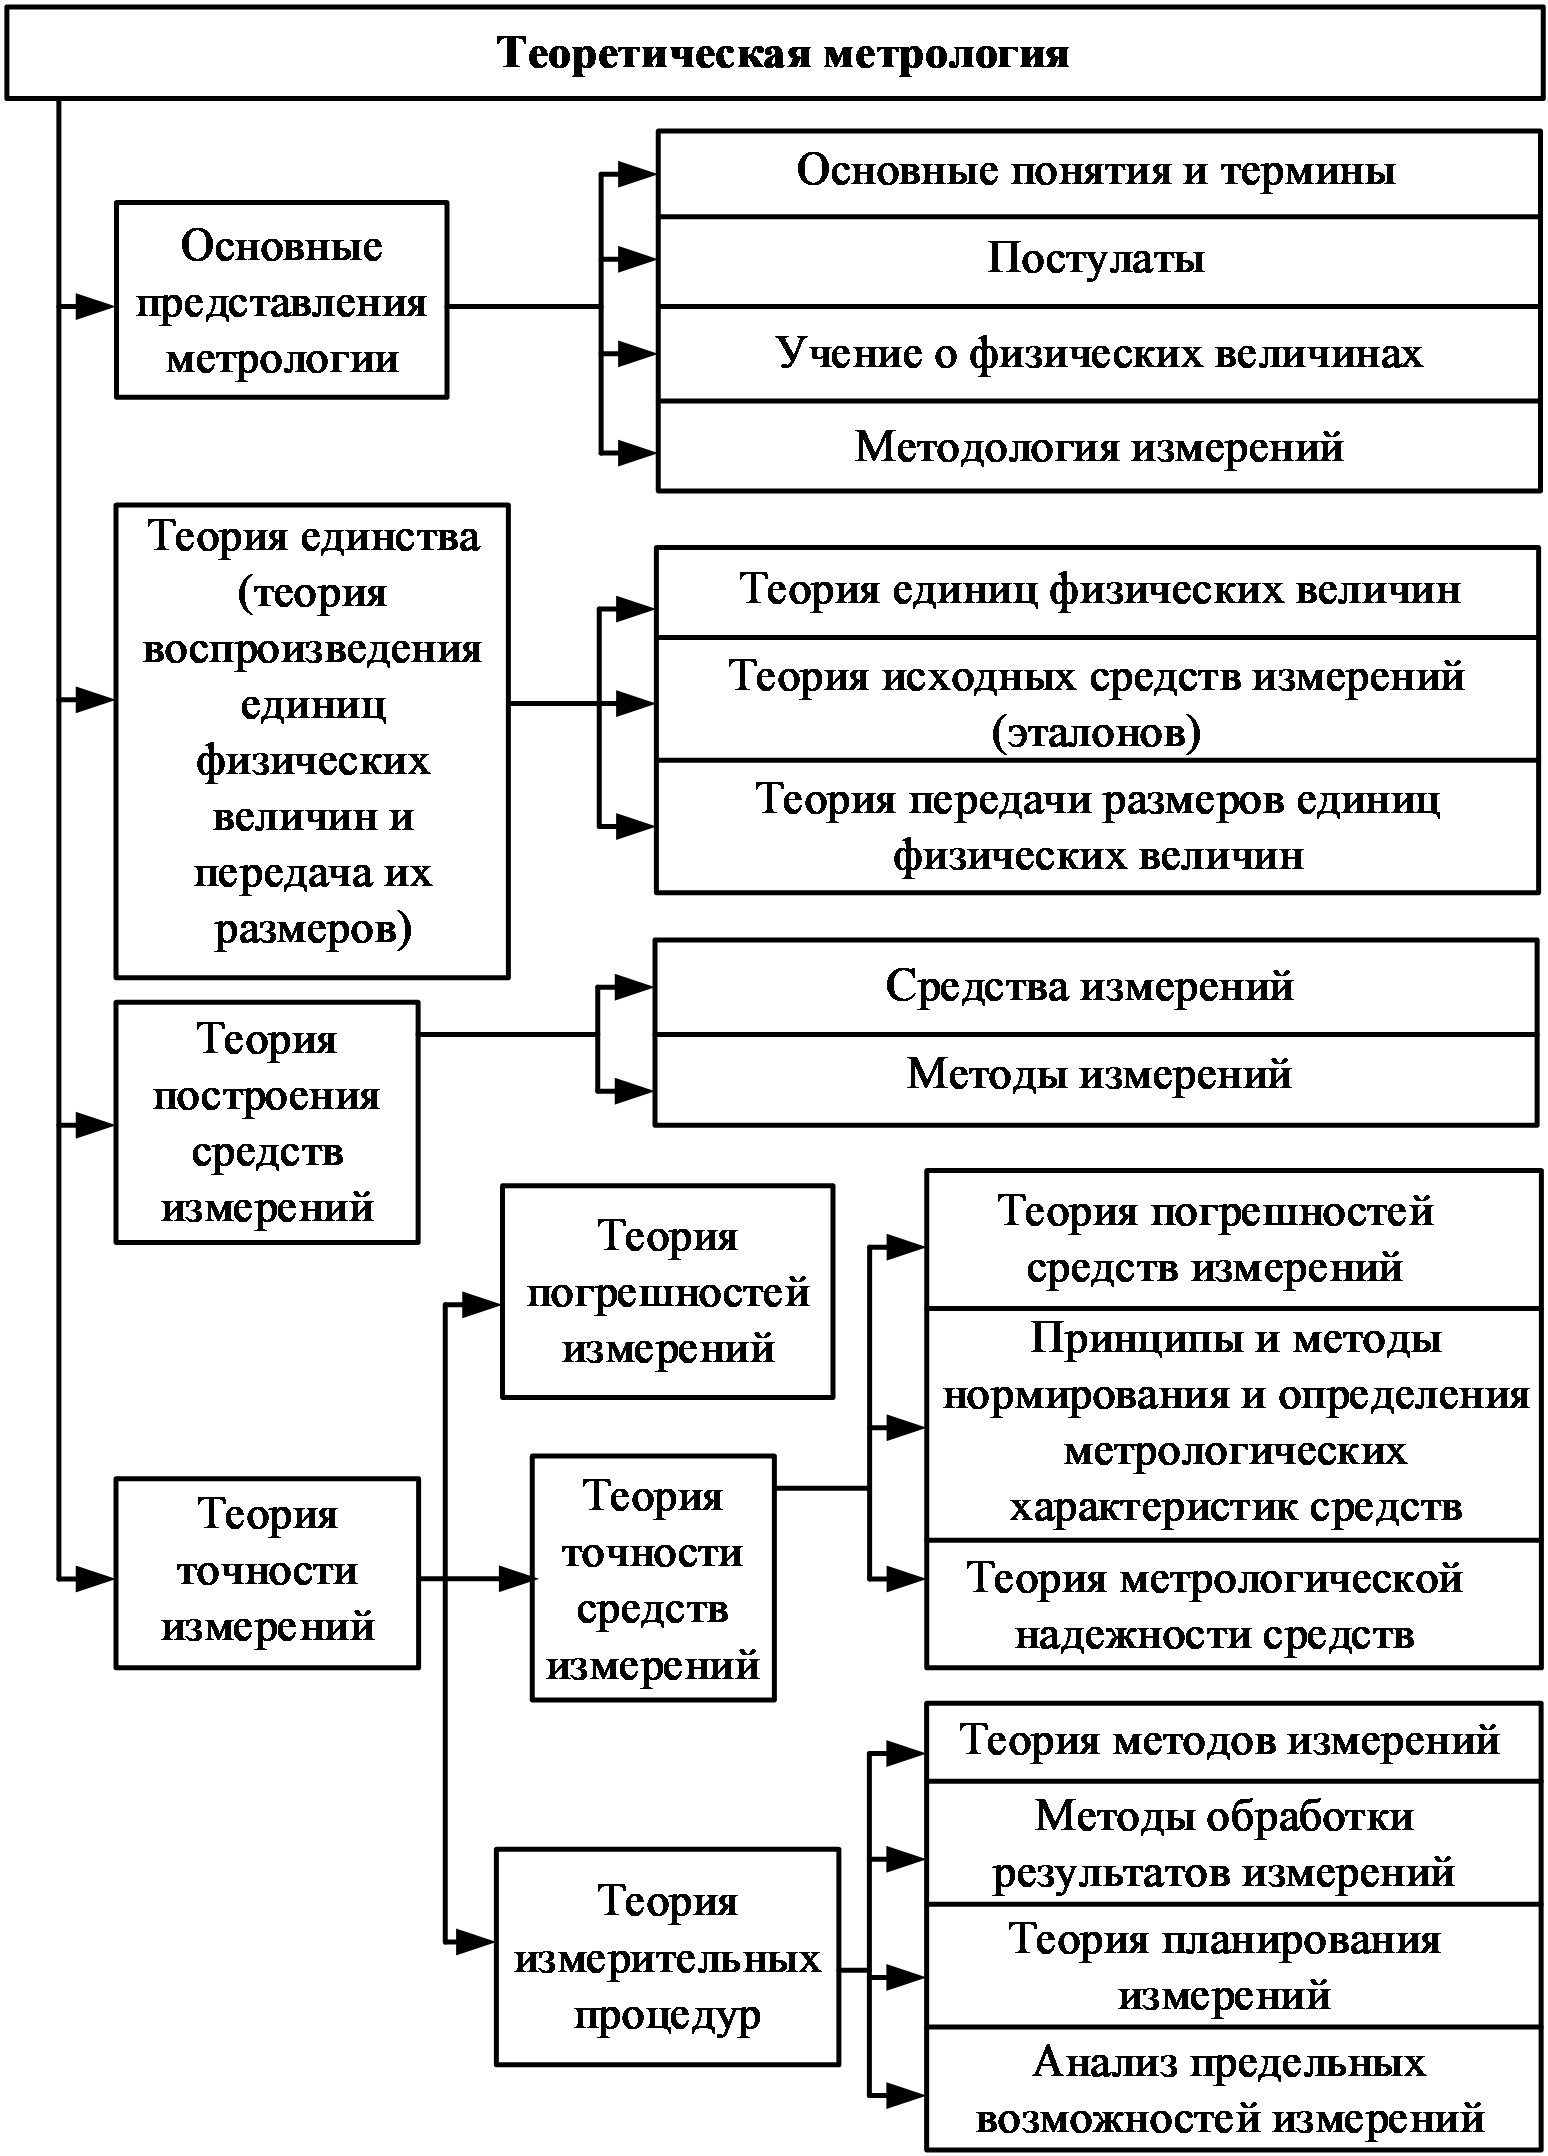 Теоретическая метрология
Основные
представления
метрологии
Основные понятия и термины
Постулаты
Учение о физических величинах
Методология измерений
Теория единства
(теория
воспроизведения
единиц
физических
величин и
передача их
размеров)
Теория единиц физических величин
Теория исходных средств измерений
(эталонов)
Теория передачи размеров единиц
физических величин
Теория
построения
средств
измерений
Средства измерений
Методы измерений
Теория
точности
измерений
Теория
погрешностей
измерений
Теория
точности
средств
измерений
Теория погрешностей
средств измерений
Принципы и методы
нормирования и определения
метрологических
характеристик средств
Теория метрологической
надежности средств
Теория
измерительных
процедур
Теория методов измерений
Методы обработки
результатов измерений
Теория планирования
измерений
Анализ предельных
возможностей измерений